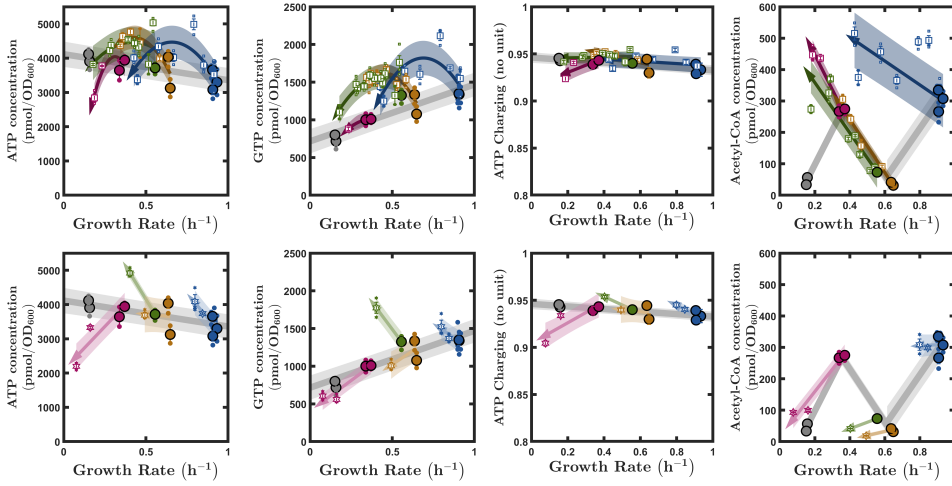 ATP concentration
(pmol/OD600)
5000
4000
3000
2000
1000
0
0 0.5 1
Growth Rate (h⁻¹)
GTP concentration
(pmol/OD600)
2500
2000
1500
1000
500
0
0 0.5 1
Growth Rate (h⁻¹)
ATP Charging (no unit)
1
0.95
0.9
0.85
0.8
0 0.2 0.4 0.6 0.8 1
Growth Rate (h⁻¹)
Acetyl-CoA concentration
(pmol/OD600)
600
500
400
300
200
100
0
0 0.2 0.4 0.6 0.8
Growth Rate (h⁻¹)
ATP concentration
(pmol/OD600)
5000
4000
3000
2000
1000
0
0 0.5 1
Growth Rate (h⁻¹)
GTP concentration
(pmol/OD600)
2500
2000
1500
1000
500
0
0 0.5 1
Growth Rate (h⁻¹)
ATP Charging (no unit)
1
0.95
0.9
0.85
0.8
0 0.2 0.4 0.6 0.8 1
Growth Rate (h⁻¹)
Acetyl-CoA concentration
(pmol/OD600)
600
500
400
300
200
100
0
0 0.2 0.4 0.6 0.8
Growth Rate (h⁻¹)